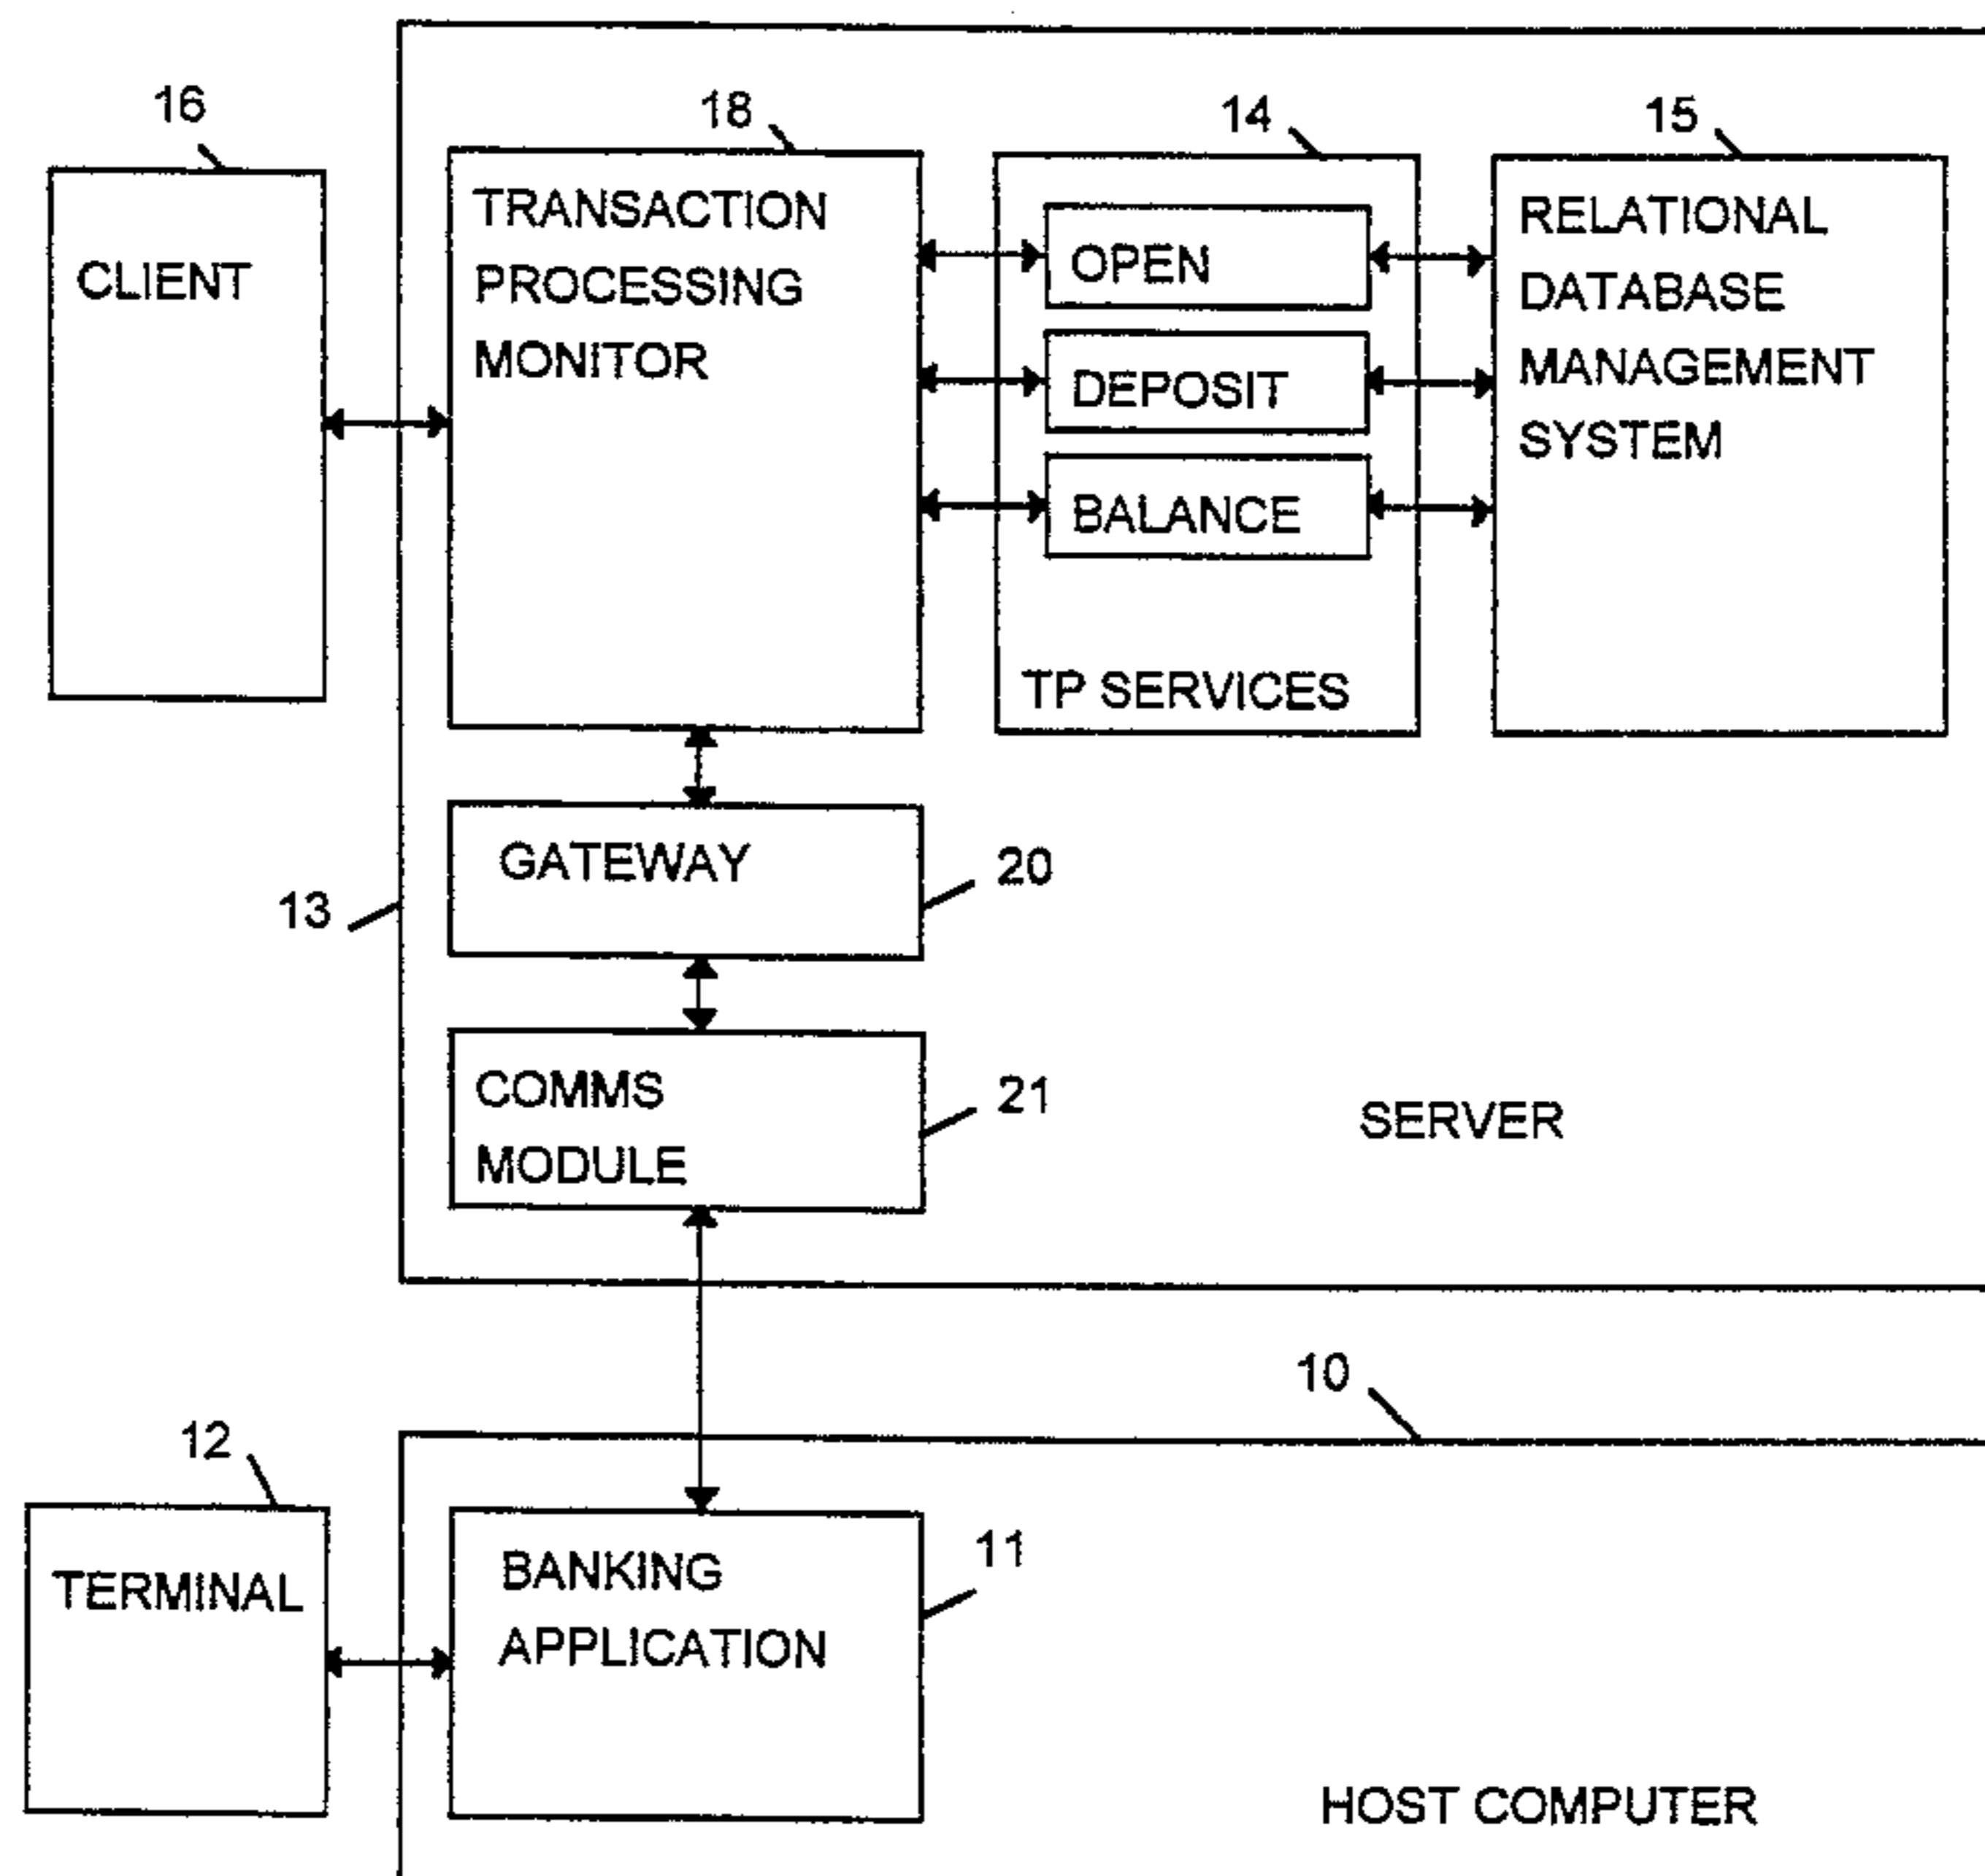 16
18
14
15
CLIENT
TRANSACTION
PROCESSING
MONITOR
OPEN
DEPOSIT
BALANCE
TP SERVICES
RELATIONAL
DATABASE
MANAGEMENT
SYSTEM
GATEWAY
20
13
COMMS
MODULE
21
SERVER
10
12
TERMINAL
BANKING
APPLICATION
11
HOST COMPUTER